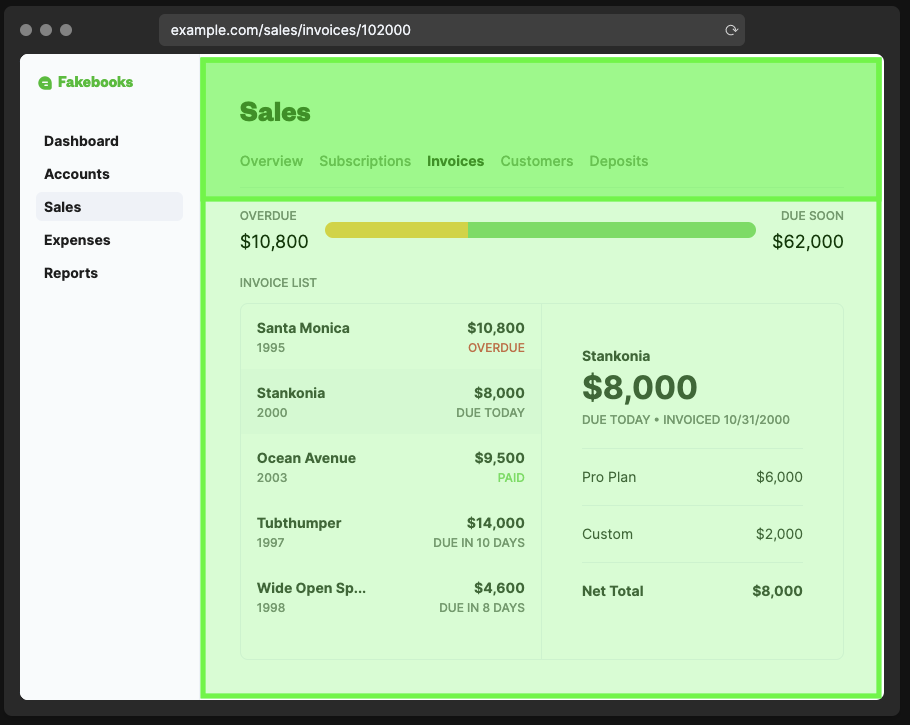 example.com/sales/invoices/102000
Fakebooks
Dashboard
Accounts
Sales
Expenses
Reports
Sales
Overview Subscriptions Invoices Customers Deposits
OVERDUE DUE SOON
$10,800 $62,000
INVOICE LIST
Santa Monica $10,800
1995 OVERDUE
Stankonia $8,000
2000 DUE TODAY
Ocean Avenue $9,500
2003 PAID
Tubthumper $14,000
1997 DUE IN 10 DAYS
Wide Open Sp... $4,600
1998 DUE IN 8 DAYS
Stankonia
$8,000
DUE TODAY • INVOICED 10/31/2000
Pro Plan $6,000
Custom $2,000
Net Total $8,000